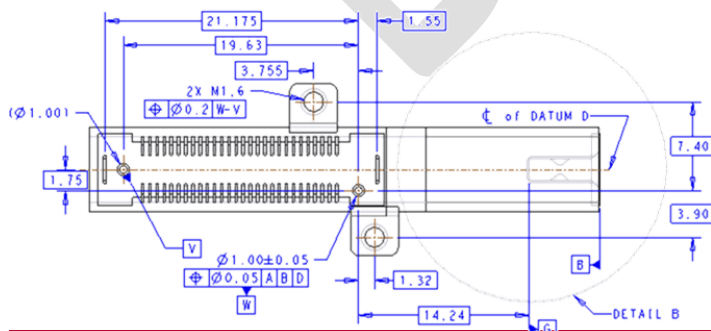 21.175
1.55
19.63
3.755
2X M1.6
⌖ Ø0.2 W-V
(Ø1.00)
℄ of DATUM D
7.40
1.75
3.90
V
Ø1.00±0.05
⌖ Ø0.05 A B D
W
B
1.32
14.24
DETAIL B
G